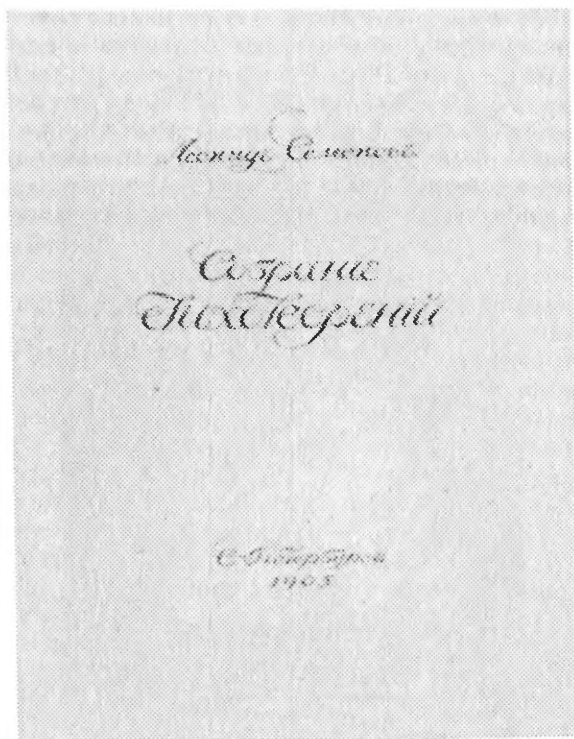 Леонидъ Семеновъ
Собраніе
Стихотвореній
С.-Петербургъ
1905